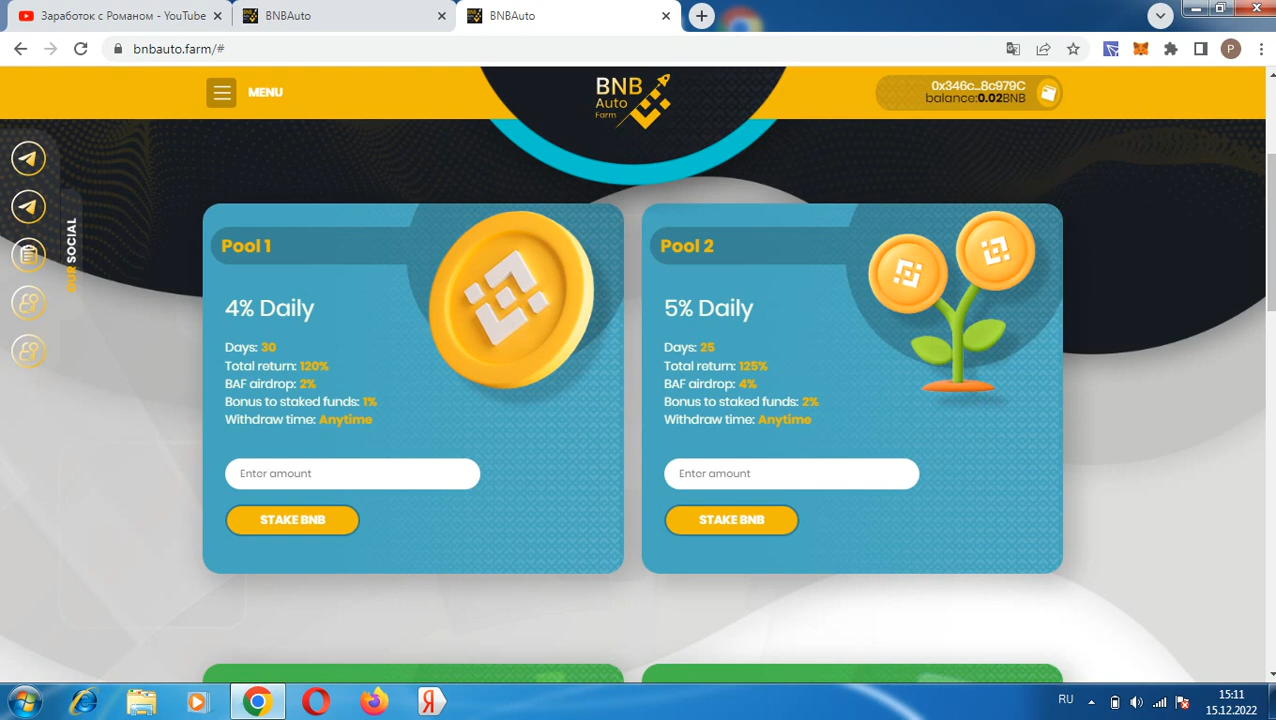 Заработок с Романом - YouTube
BNBAuto
BNBAuto
bnbauto.farm/#
P
MENU
BNB
Auto
Farm
0x346c...8c979C
balance:0.02BNB
OUR SOCIAL
Pool 1
4% Daily
Days: 30
Total return: 120%
BAF airdrop: 2%
Bonus to staked funds: 1%
Withdraw time: Anytime
Enter amount
STAKE BNB
Pool 2
5% Daily
Days: 25
Total return: 125%
BAF airdrop: 4%
Bonus to staked funds: 2%
Withdraw time: Anytime
Enter amount
STAKE BNB
RU
15:11
15.12.2022